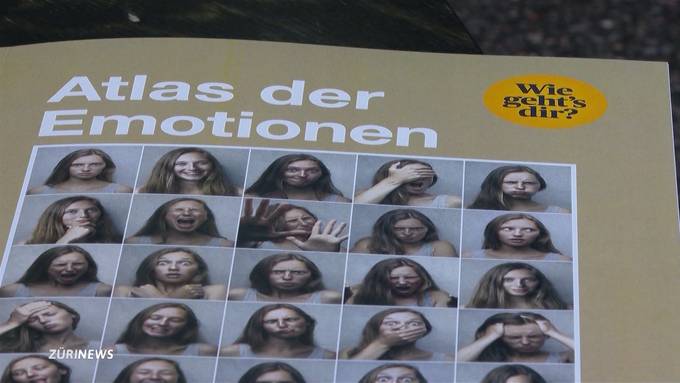 Atlas der
Emotionen
Wie
geht's
dir?
ZÜRINEWS